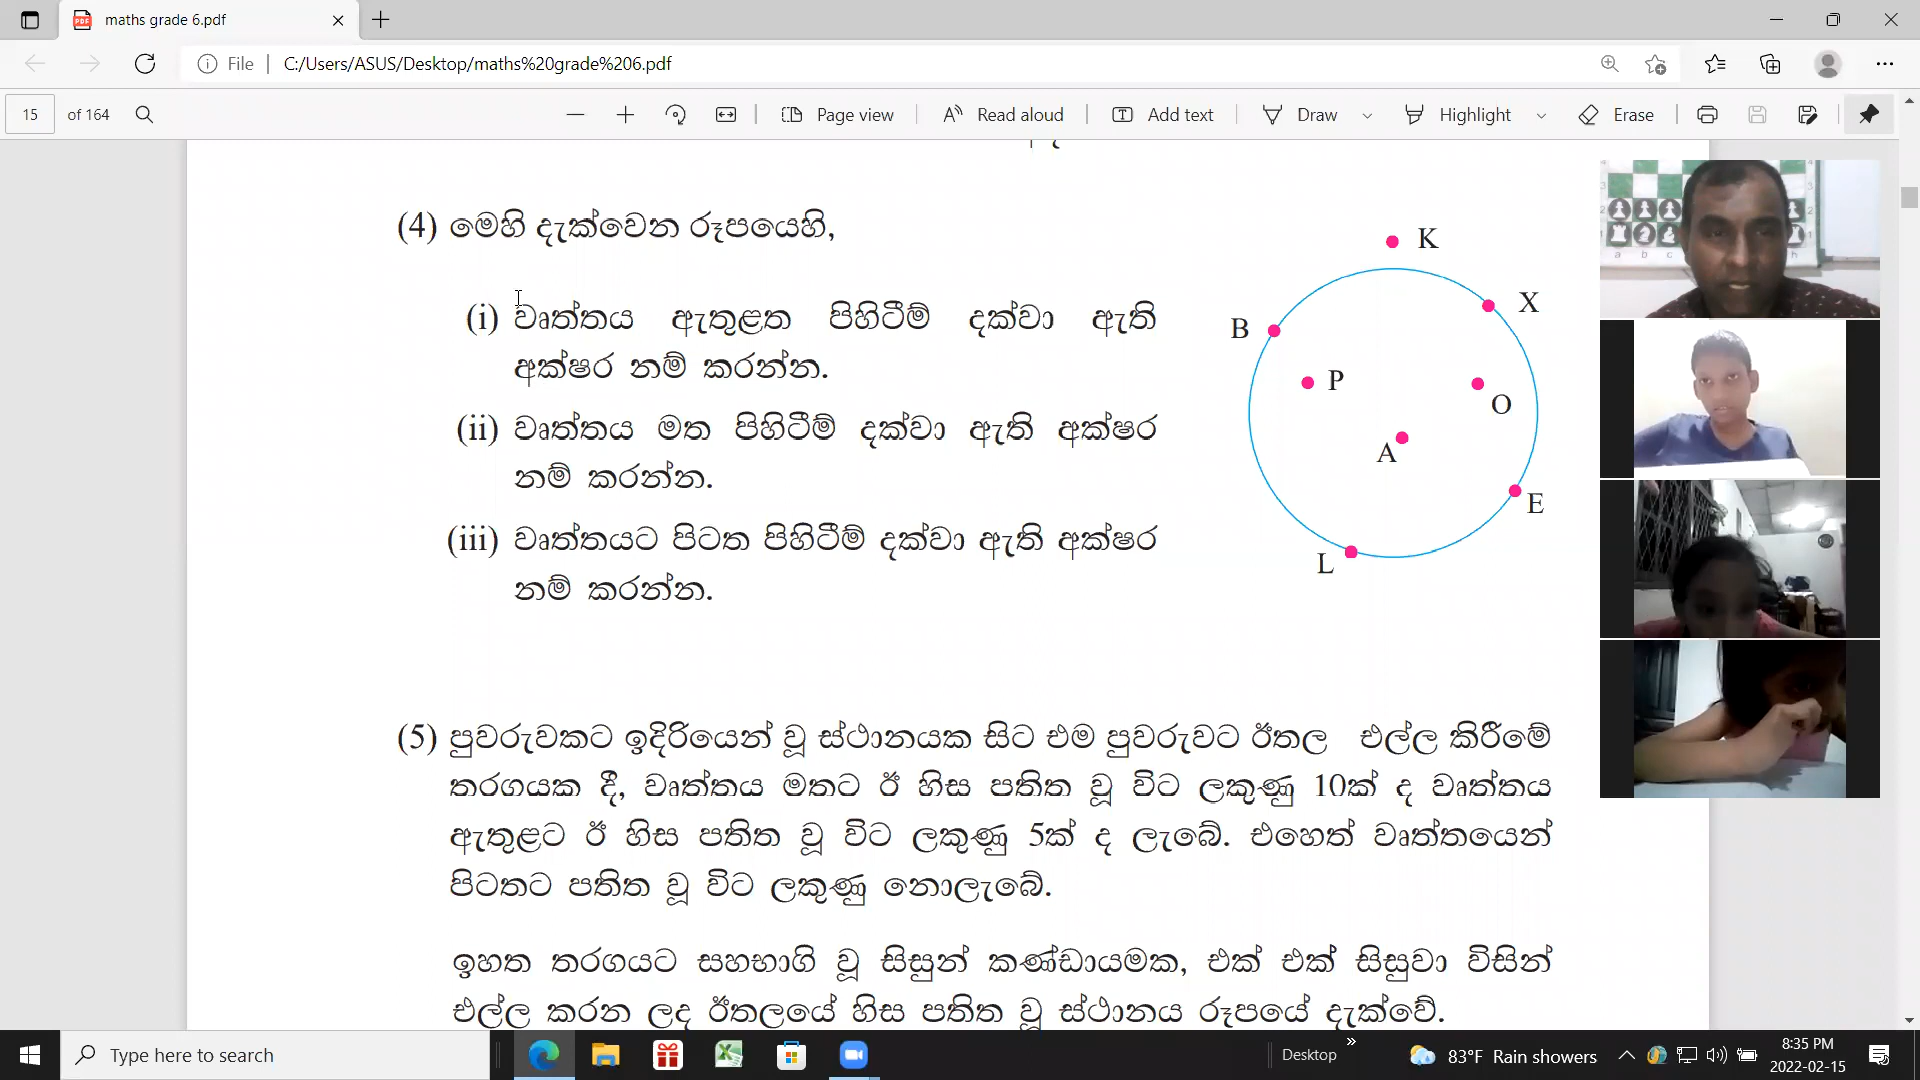 maths grade 6.pdf
File
C:/Users/ASUS/Desktop/maths%20grade%206.pdf
15 of 164
Page view
Read aloud
Add text
Draw
Highlight
Erase
(4) මෙහි දැක්වෙන රූපයෙහි,
(i) වෘත්තය ඇතුළත පිහිටීම් දක්වා ඇති
අක්ෂර නම් කරන්න.
(ii) වෘත්තය මත පිහිටීම් දක්වා ඇති අක්ෂර
නම් කරන්න.
(iii) වෘත්තයට පිටත පිහිටීම් දක්වා ඇති අක්ෂර
නම් කරන්න.
K
X
B
P
O
A
E
L
(5) පුවරුවකට ඉදිරියෙන් වූ ස්ථානයක සිට එම පුවරුවට ඊතල එල්ල කිරීමේ
තරගයක දී, වෘත්තය මතට ඊ හිස පතිත වූ විට ලකුණු 10ක් ද වෘත්තය
ඇතුළට ඊ හිස පතිත වූ විට ලකුණු 5ක් ද ලැබේ. එහෙත් වෘත්තයෙන්
පිටතට පතිත වූ විට ලකුණු නොලැබේ.
ඉහත තරගයට සහභාගි වූ සිසුන් කණ්ඩායමක, එක් එක් සිසුවා විසින්
එල්ල කරන ලද ඊතලයේ හිස පතිත වූ ස්ථානය රූපයේ දැක්වේ.
Type here to search
Desktop
83°F Rain showers
8:35 PM
2022-02-15